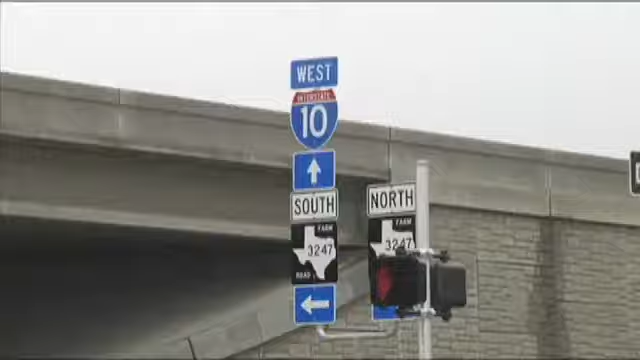 WEST
INTERSTATE
10
SOUTH
FARM
3247
ROAD
NORTH
FARM
3247